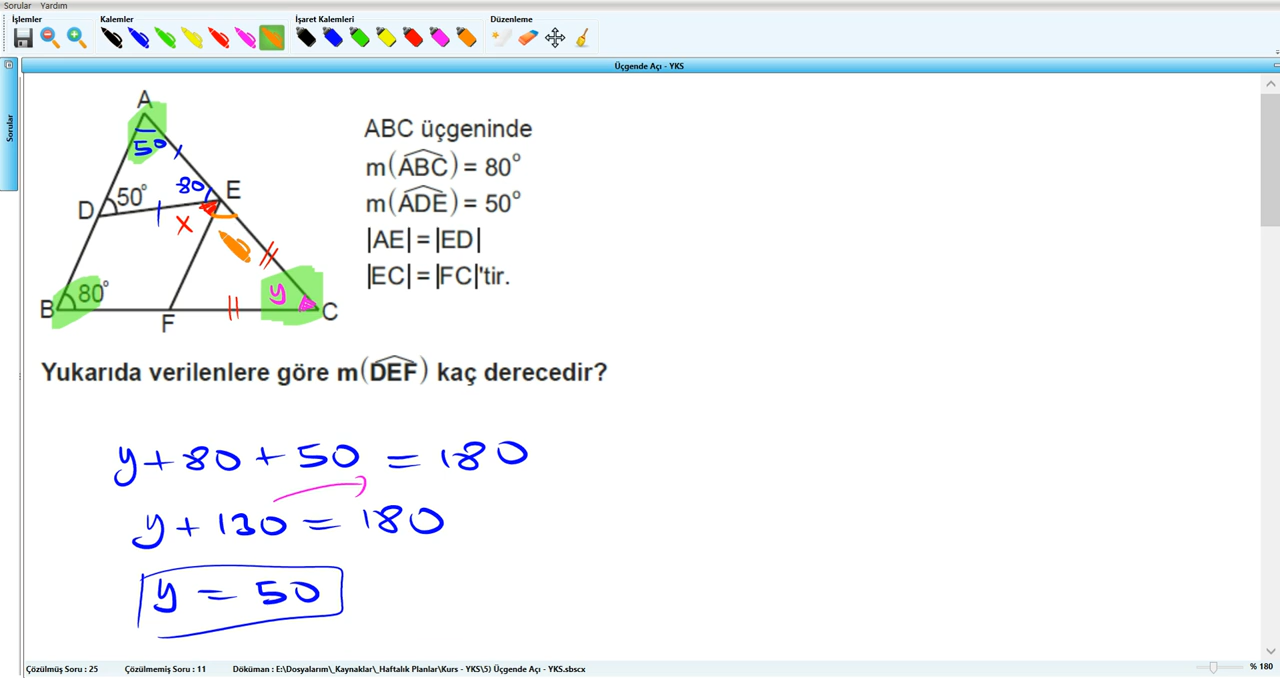 Sorular Yardım
İşlemler Kalemler İşaret Kalemleri Düzenleme
Üçgende Açı - YKS
Sorular
A
50
50°
80
E
D
x
B
80°
F
y
C
ABC üçgeninde
m(ABC) = 80°
m(ADE) = 50°
|AE| = |ED|
|EC| = |FC|'tir.
Yukarıda verilenlere göre m(DEF) kaç derecedir?
y + 80 + 50 = 180
y + 130 = 180
y = 50
Çözülmüş Soru : 25 Çözülmemiş Soru : 11 Döküman : E:\Dosyalarım\_Kaynaklar\_Haftalık Planlar\Kurs - YKS\5) Üçgende Açı - YKS.sbscx % 180